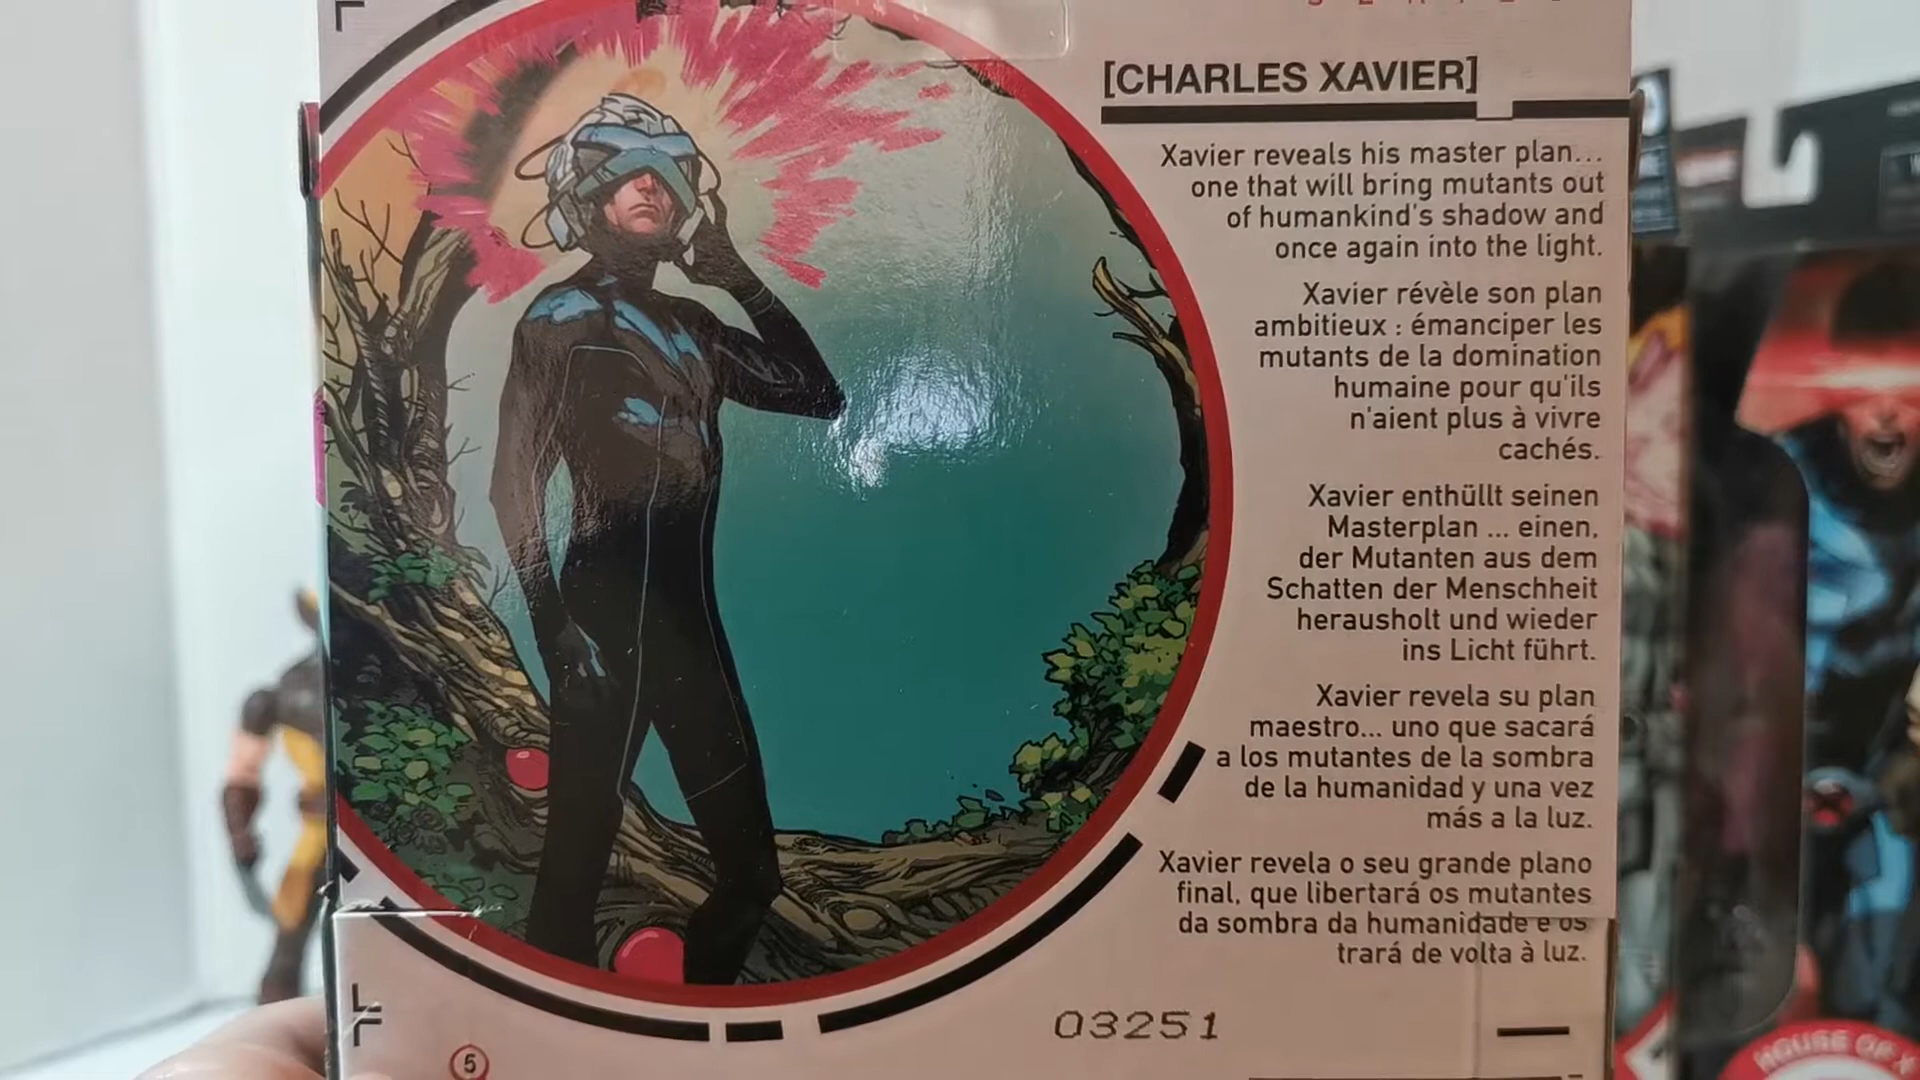 SERIES
[CHARLES XAVIER]
Xavier reveals his master plan...
one that will bring mutants out
of humankind's shadow and
once again into the light.
Xavier révèle son plan
ambitieux : émanciper les
mutants de la domination
humaine pour qu'ils
n'aient plus à vivre
cachés.
Xavier enthüllt seinen
Masterplan ... einen,
der Mutanten aus dem
Schatten der Menschheit
herausholt und wieder
ins Licht führt.
Xavier revela su plan
maestro... uno que sacará
a los mutantes de la sombra
de la humanidad y una vez
más a la luz.
Xavier revela o seu grande plano
final, que libertará os mutantes
da sombra da humanidade e os
trará de volta à luz.
03251
5
HOUSE OF X